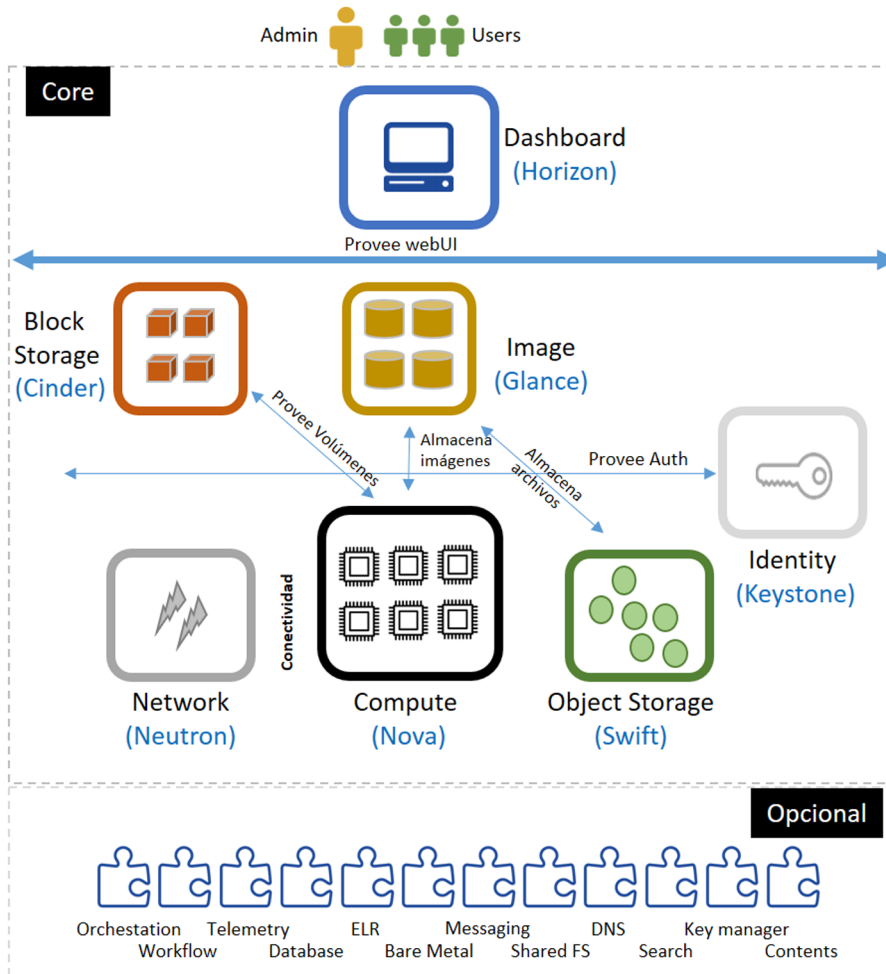 Admin
Users
Core
Dashboard
(Horizon)
Provee webUI
Block
Storage
(Cinder)
Image
(Glance)
Provee Volúmenes
Almacena
imágenes
Almacena
archivos
Provee Auth
Identity
(Keystone)
Conectividad
Network
(Neutron)
Compute
(Nova)
Object Storage
(Swift)
Opcional
Orchestation
Workflow
Telemetry
Database
ELR
Bare Metal
Messaging
Shared FS
DNS
Search
Key manager
Contents